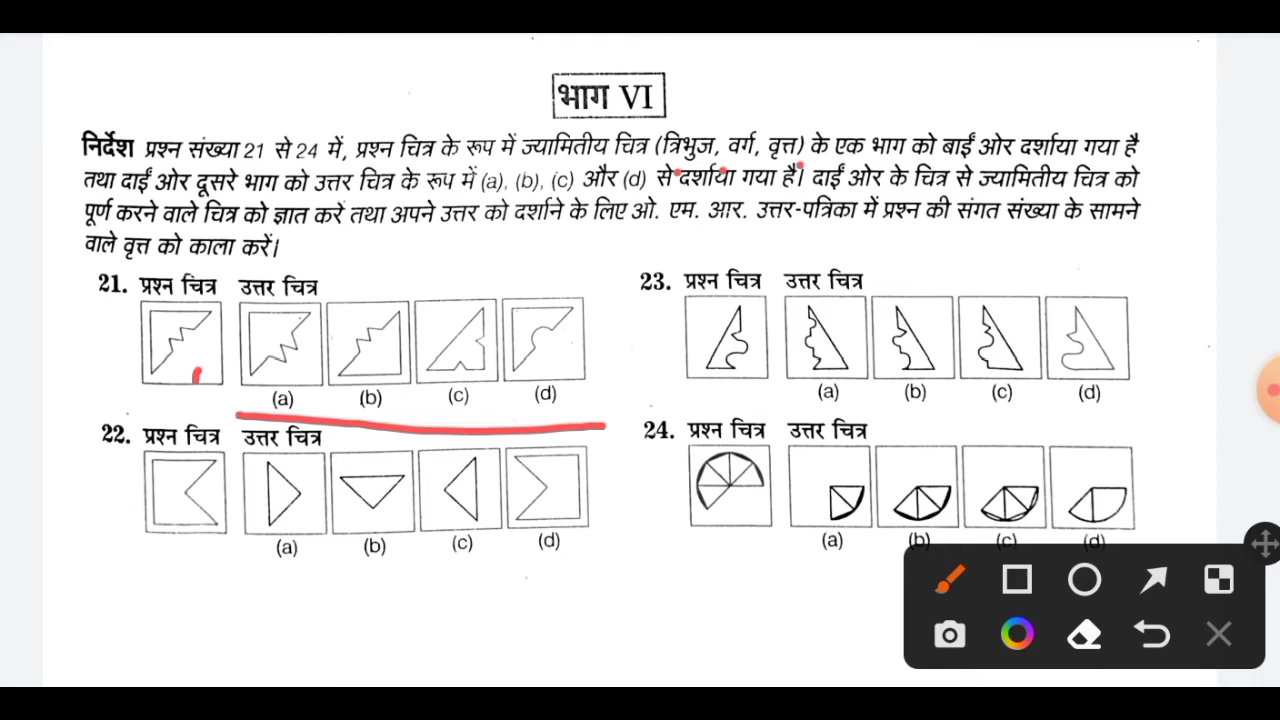 भाग VI
निर्देश प्रश्न संख्या 21 से 24 में, प्रश्न चित्र के रूप में ज्यामितीय चित्र (त्रिभुज, वर्ग, वृत्त) के एक भाग को बाईं ओर दर्शाया गया है
तथा दाईं ओर दूसरे भाग को उत्तर चित्र के रूप में (a), (b), (c) और (d) से दर्शाया गया है। दाईं ओर के चित्र से ज्यामितीय चित्र को
पूर्ण करने वाले चित्र को ज्ञात करें तथा अपने उत्तर को दर्शाने के लिए ओ. एम. आर. उत्तर-पत्रिका में प्रश्न की संगत संख्या के सामने
वाले वृत्त को काला करें।
21. प्रश्न चित्र उत्तर चित्र
(a) (b) (c) (d)
22. प्रश्न चित्र उत्तर चित्र
(a) (b) (c) (d)
23. प्रश्न चित्र उत्तर चित्र
(a) (b) (c) (d)
24. प्रश्न चित्र उत्तर चित्र
(a) (b) (c) (d)